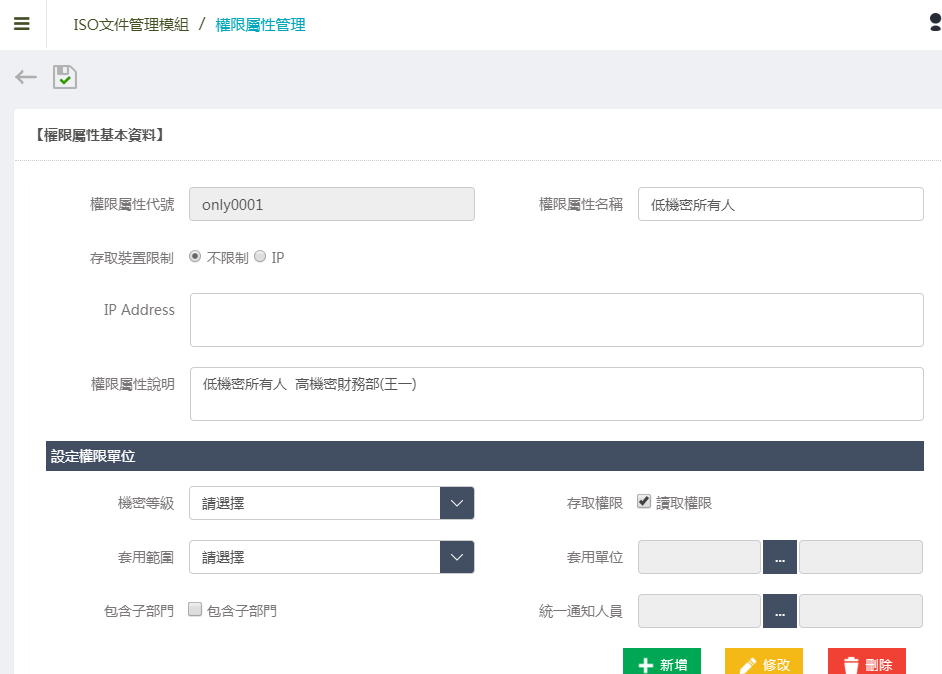 ISO文件管理模組 / 權限屬性管理
【權限屬性基本資料】
權限屬性代號 only0001 權限屬性名稱 低機密所有人
存取裝置限制 不限制 IP
IP Address
權限屬性說明 低機密所有人 高機密財務部(王一)
設定權限單位
機密等級 請選擇 存取權限 讀取權限
套用範圍 請選擇 套用單位 ...
包含子部門 包含子部門 統一通知人員 ...
新增 修改 刪除